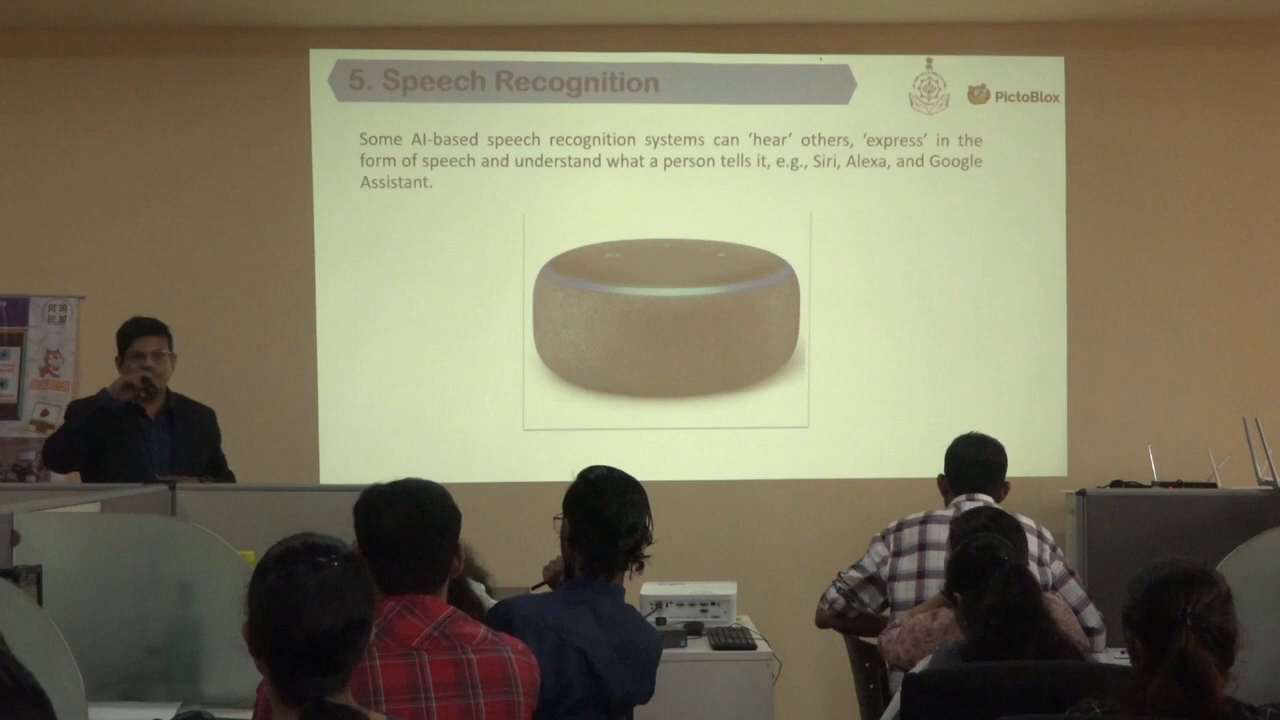 5. Speech Recognition
PictoBlox
Some AI-based speech recognition systems can ‘hear’ others, ‘express’ in the
form of speech and understand what a person tells it, e.g., Siri, Alexa, and Google
Assistant.